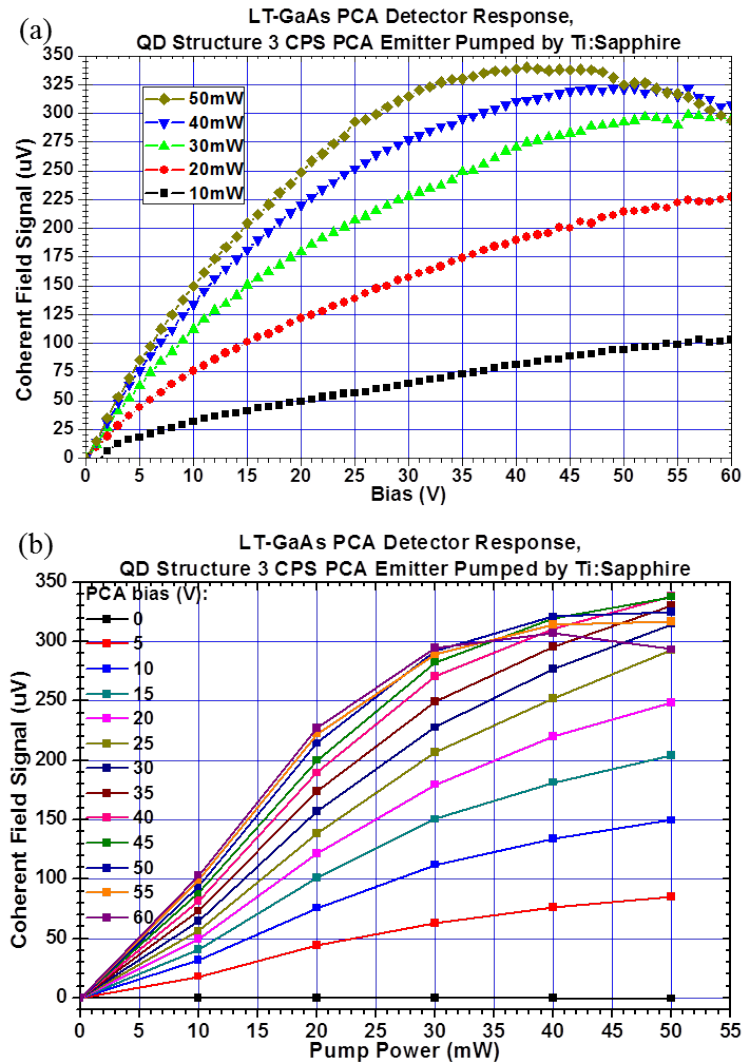 (a)
LT-GaAs PCA Detector Response,
QD Structure 3 CPS PCA Emitter Pumped by Ti:Sapphire
350
325
300
275
250
225
200
175
150
125
100
75
50
25
0
Coherent Field Signal (uV)
50mW
40mW
30mW
20mW
10mW
0 5 10 15 20 25 30 35 40 45 50 55 60
Bias (V)
(b)
LT-GaAs PCA Detector Response,
QD Structure 3 CPS PCA Emitter Pumped by Ti:Sapphire
350
300
250
200
150
100
50
0
Coherent Field Signal (uV)
PCA bias (V):
0
5
10
15
20
25
30
35
40
45
50
55
60
0 5 10 15 20 25 30 35 40 45 50 55
Pump Power (mW)